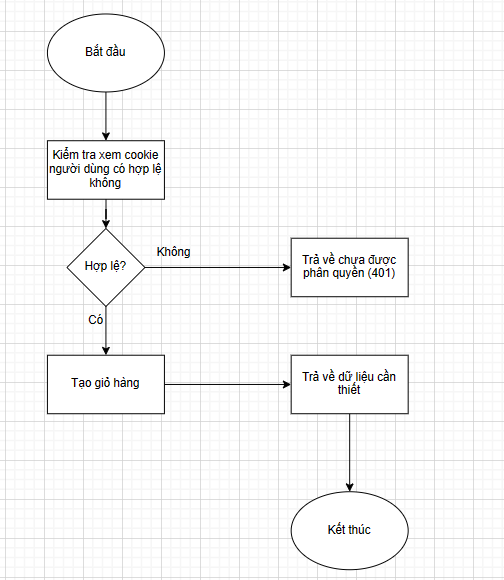 Bắt đầu
Kiểm tra xem cookie
người dùng có hợp lệ
không
Hợp lệ?
Không
Trả về chưa được
phân quyền (401)
Có
Tạo giỏ hàng
Trả về dữ liệu cần
thiết
Kết thúc